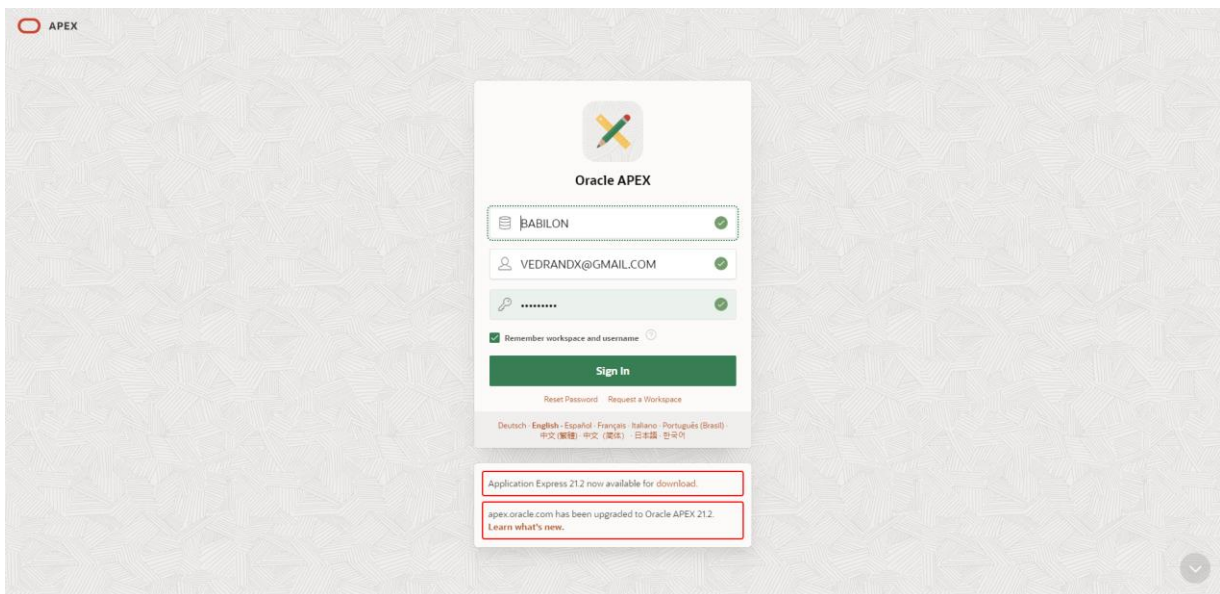 APEX
Oracle APEX
BABILON
VEDRANDX@GMAIL.COM
•••••••••
Remember workspace and username ?
Sign In
Reset Password Request a Workspace
Deutsch · English · Español · Français · Italiano · Português (Brasil) ·
中文 (繁體) · 中文 (简体) · 日本語 · 한국어
Application Express 21.2 now available for download.
apex.oracle.com has been upgraded to Oracle APEX 21.2.
Learn what's new.